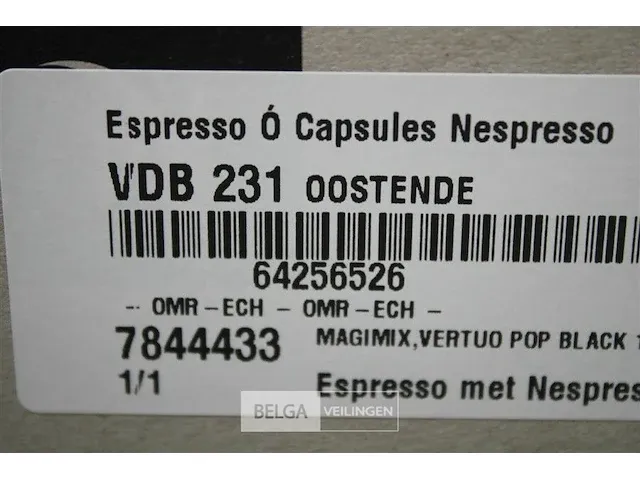 Espresso Ó Capsules Nespresso
VDB 231 OOSTENDE
64256526
-- OMR-ECH - OMR-ECH -
7844433 MAGIMIX,VERTUO POP BLACK 1
1/1 Espresso met Nespres
BELGA VEILINGEN